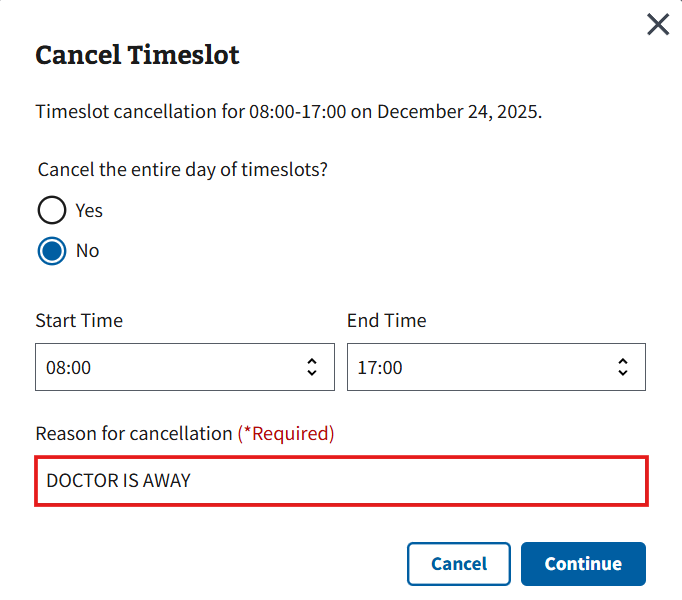 Cancel Timeslot
Timeslot cancellation for 08:00-17:00 on December 24, 2025.
Cancel the entire day of timeslots?
Yes
No
Start Time
End Time
08:00
17:00
Reason for cancellation (*Required)
DOCTOR IS AWAY
Cancel
Continue